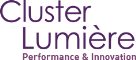 Cluster
Lumière
Performance & Innovation